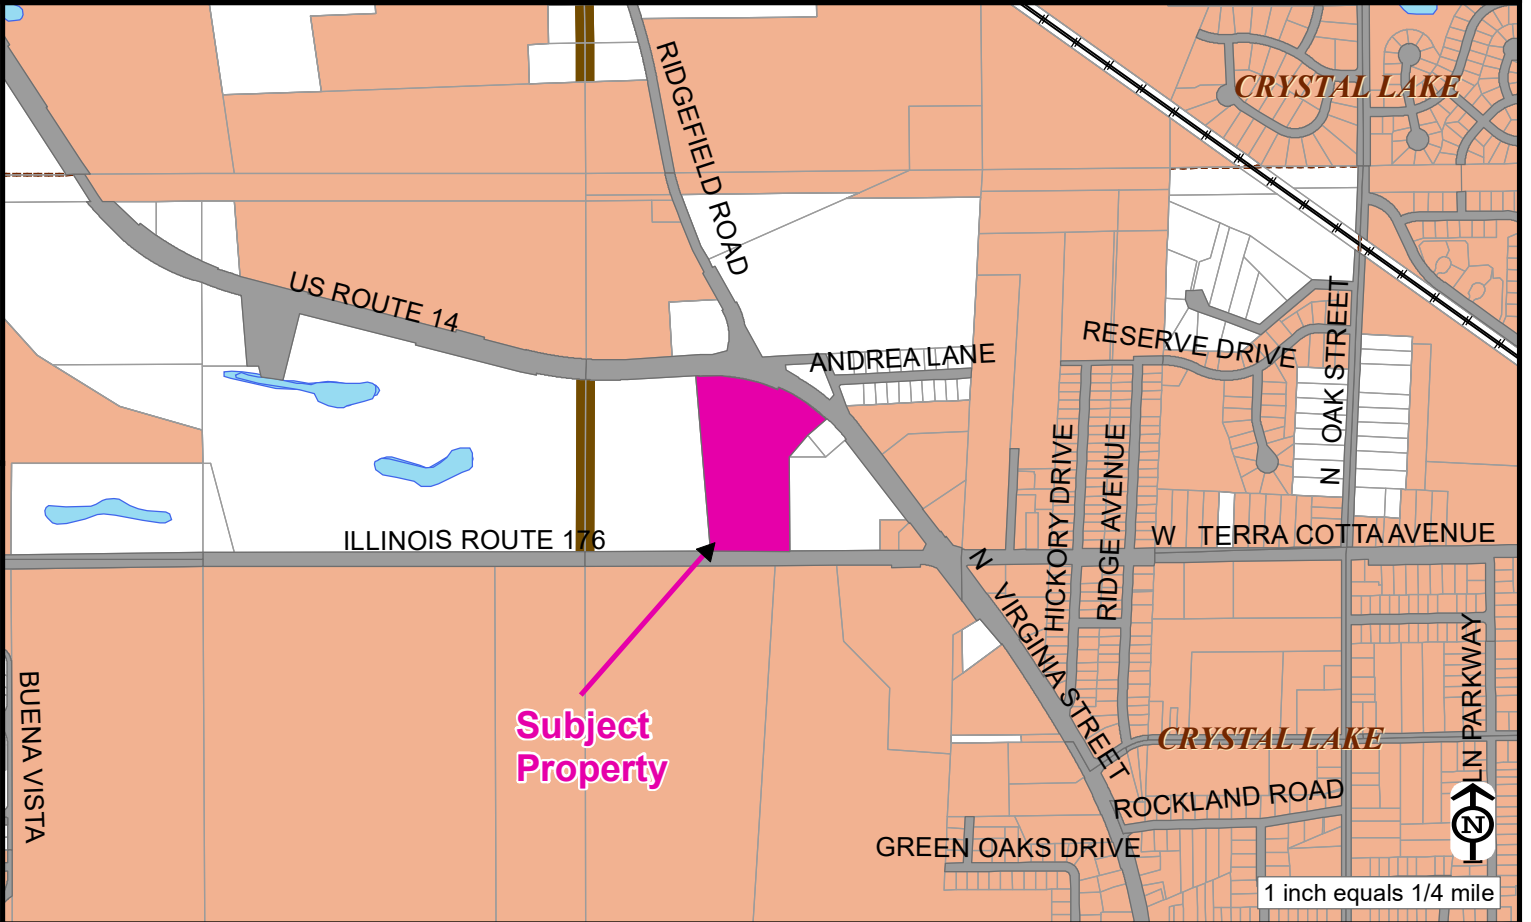 CRYSTAL LAKE
RIDGEFIELD ROAD
US ROUTE 14
ANDREA LANE
RESERVE DRIVE
N OAK STREET
HICKORY DRIVE
RIDGE AVENUE
ILLINOIS ROUTE 176
W TERRA COTTA AVENUE
N VIRGINIA STREET
BUENA VISTA
Subject
Property
CRYSTAL LAKE
LN PARKWAY
ROCKLAND ROAD
GREEN OAKS DRIVE
N
1 inch equals 1/4 mile